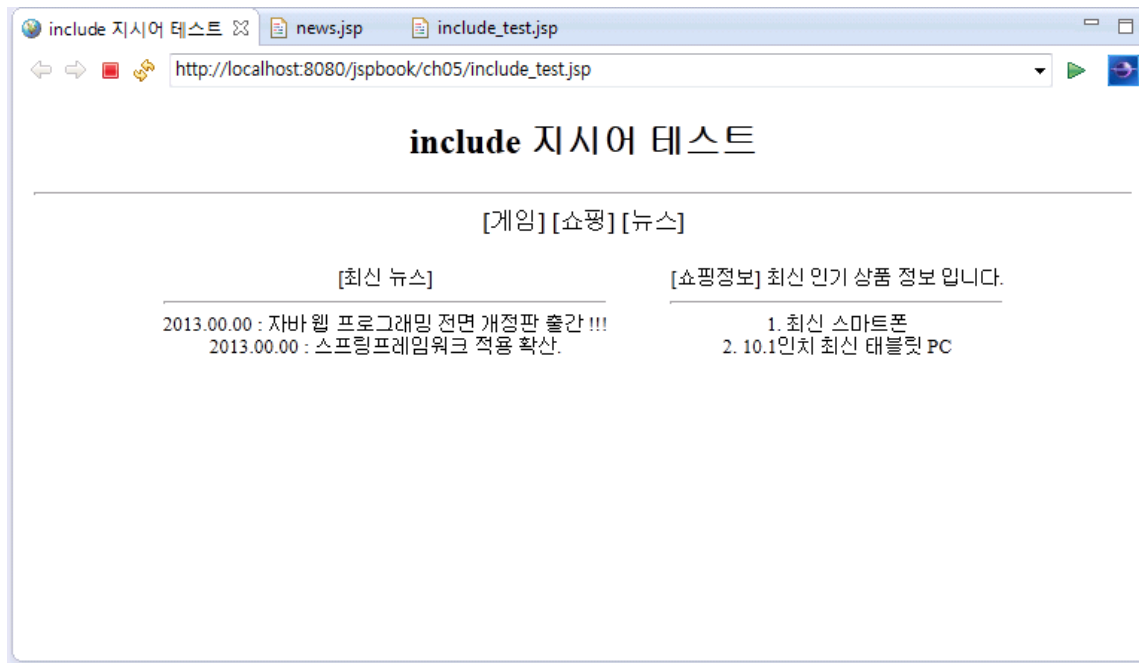 include 지시어 테스트 news.jsp include_test.jsp
http://localhost:8080/jspbook/ch05/include_test.jsp
include 지시어 테스트
[게임] [쇼핑] [뉴스]
[최신 뉴스]
2013.00.00 : 자바 웹 프로그래밍 전면 개정판 출간 !!!
2013.00.00 : 스프링프레임워크 적용 확산.
[쇼핑정보] 최신 인기 상품 정보 입니다.
1. 최신 스마트폰
2. 10.1인치 최신 태블릿 PC